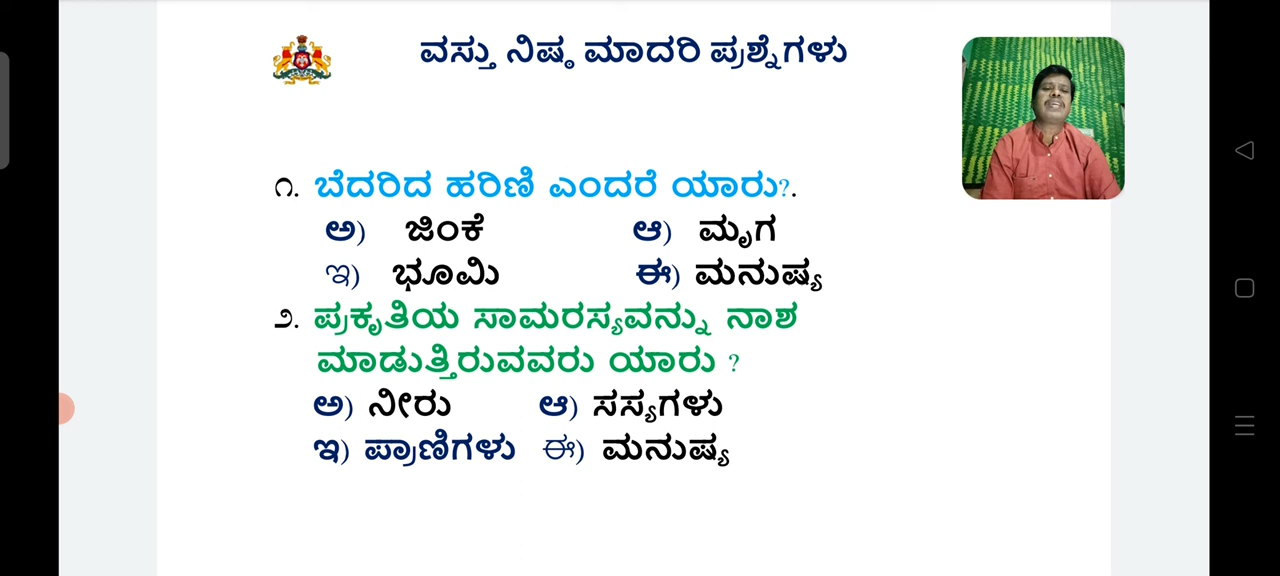 ವಸ್ತು ನಿಷ್ಠ ಮಾದರಿ ಪ್ರಶ್ನೆಗಳು
೧. ಬೆದರಿದ ಹರಿಣಿ ಎಂದರೆ ಯಾರು?.
ಅ) ಜಿಂಕೆ ಆ) ಮೃಗ
ಇ) ಭೂಮಿ ಈ) ಮನುಷ್ಯ
೨. ಪ್ರಕೃತಿಯ ಸಾಮರಸ್ಯವನ್ನು ನಾಶ
ಮಾಡುತ್ತಿರುವವರು ಯಾರು ?
ಅ) ನೀರು ಆ) ಸಸ್ಯಗಳು
ಇ) ಪ್ರಾಣಿಗಳು ಈ) ಮನುಷ್ಯ